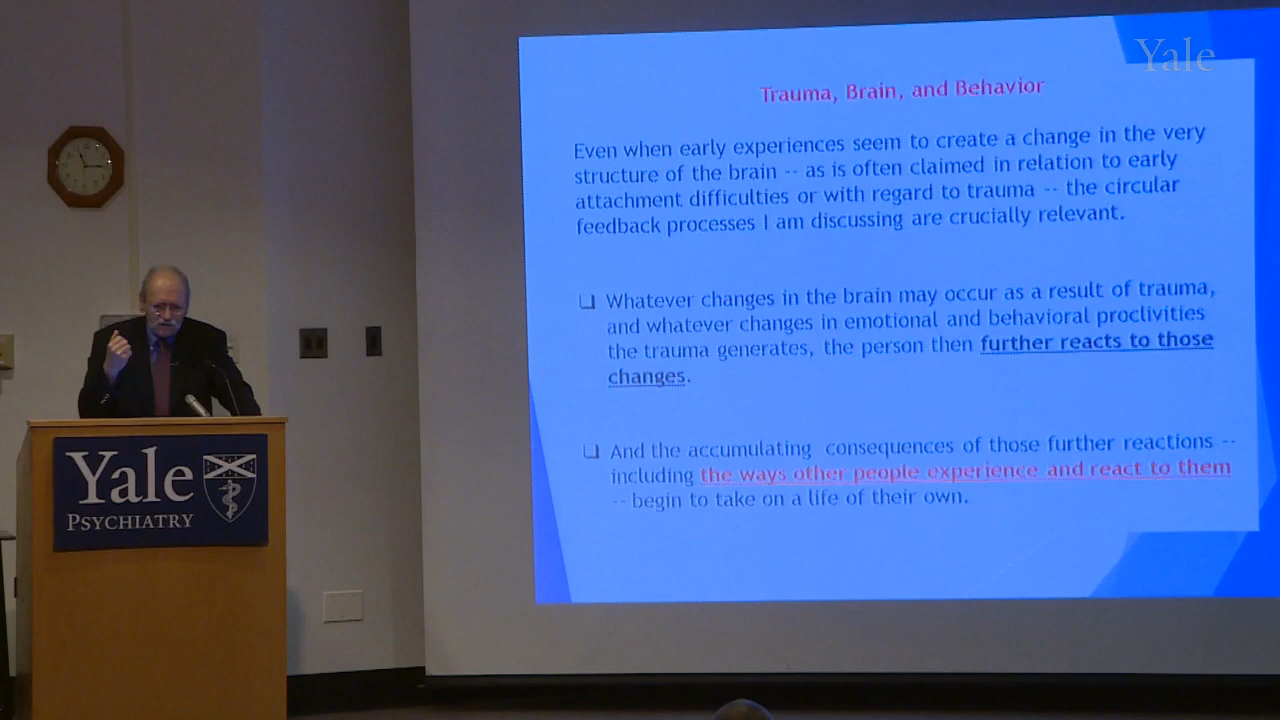 Yale
Trauma, Brain, and Behavior
Even when early experiences seem to create a change in the very
structure of the brain -- as is often claimed in relation to early
attachment difficulties or with regard to trauma -- the circular
feedback processes I am discussing are crucially relevant.
Whatever changes in the brain may occur as a result of trauma,
and whatever changes in emotional and behavioral proclivities
the trauma generates, the person then further reacts to those
changes.
And the accumulating consequences of those further reactions --
including the ways other people experience and react to them
-- begin to take on a life of their own.
Yale
PSYCHIATRY